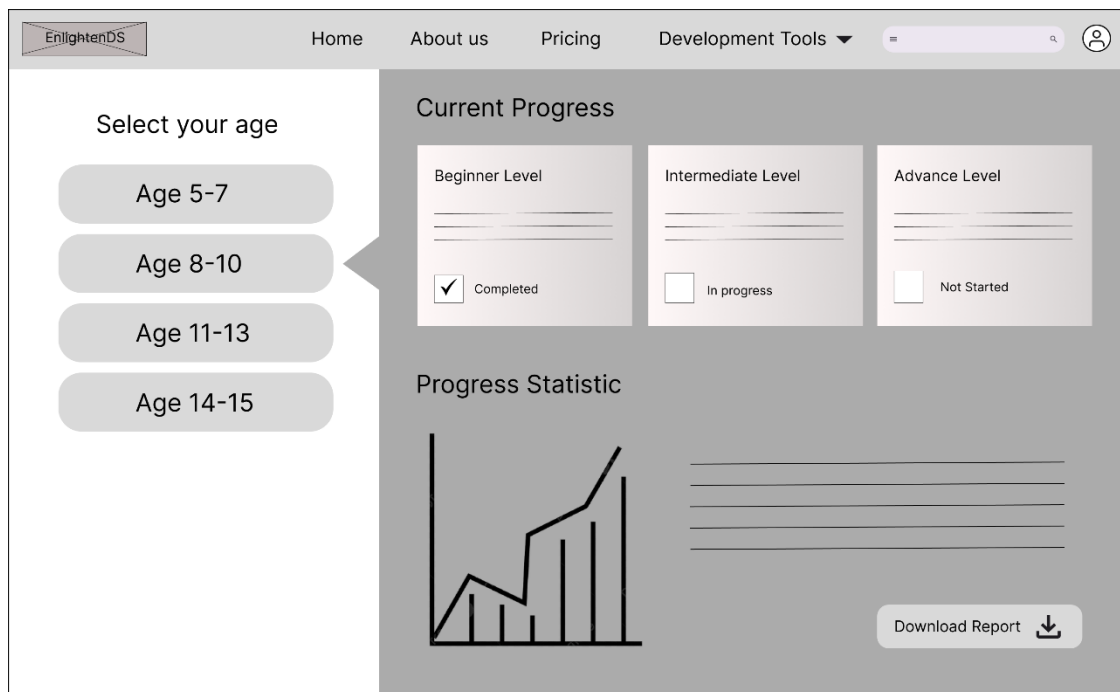 EnlightenDS
Home
About us
Pricing
Development Tools
Select your age
Age 5-7
Age 8-10
Age 11-13
Age 14-15
Current Progress
Beginner Level
Completed
Intermediate Level
In progress
Advance Level
Not Started
Progress Statistic
Download Report